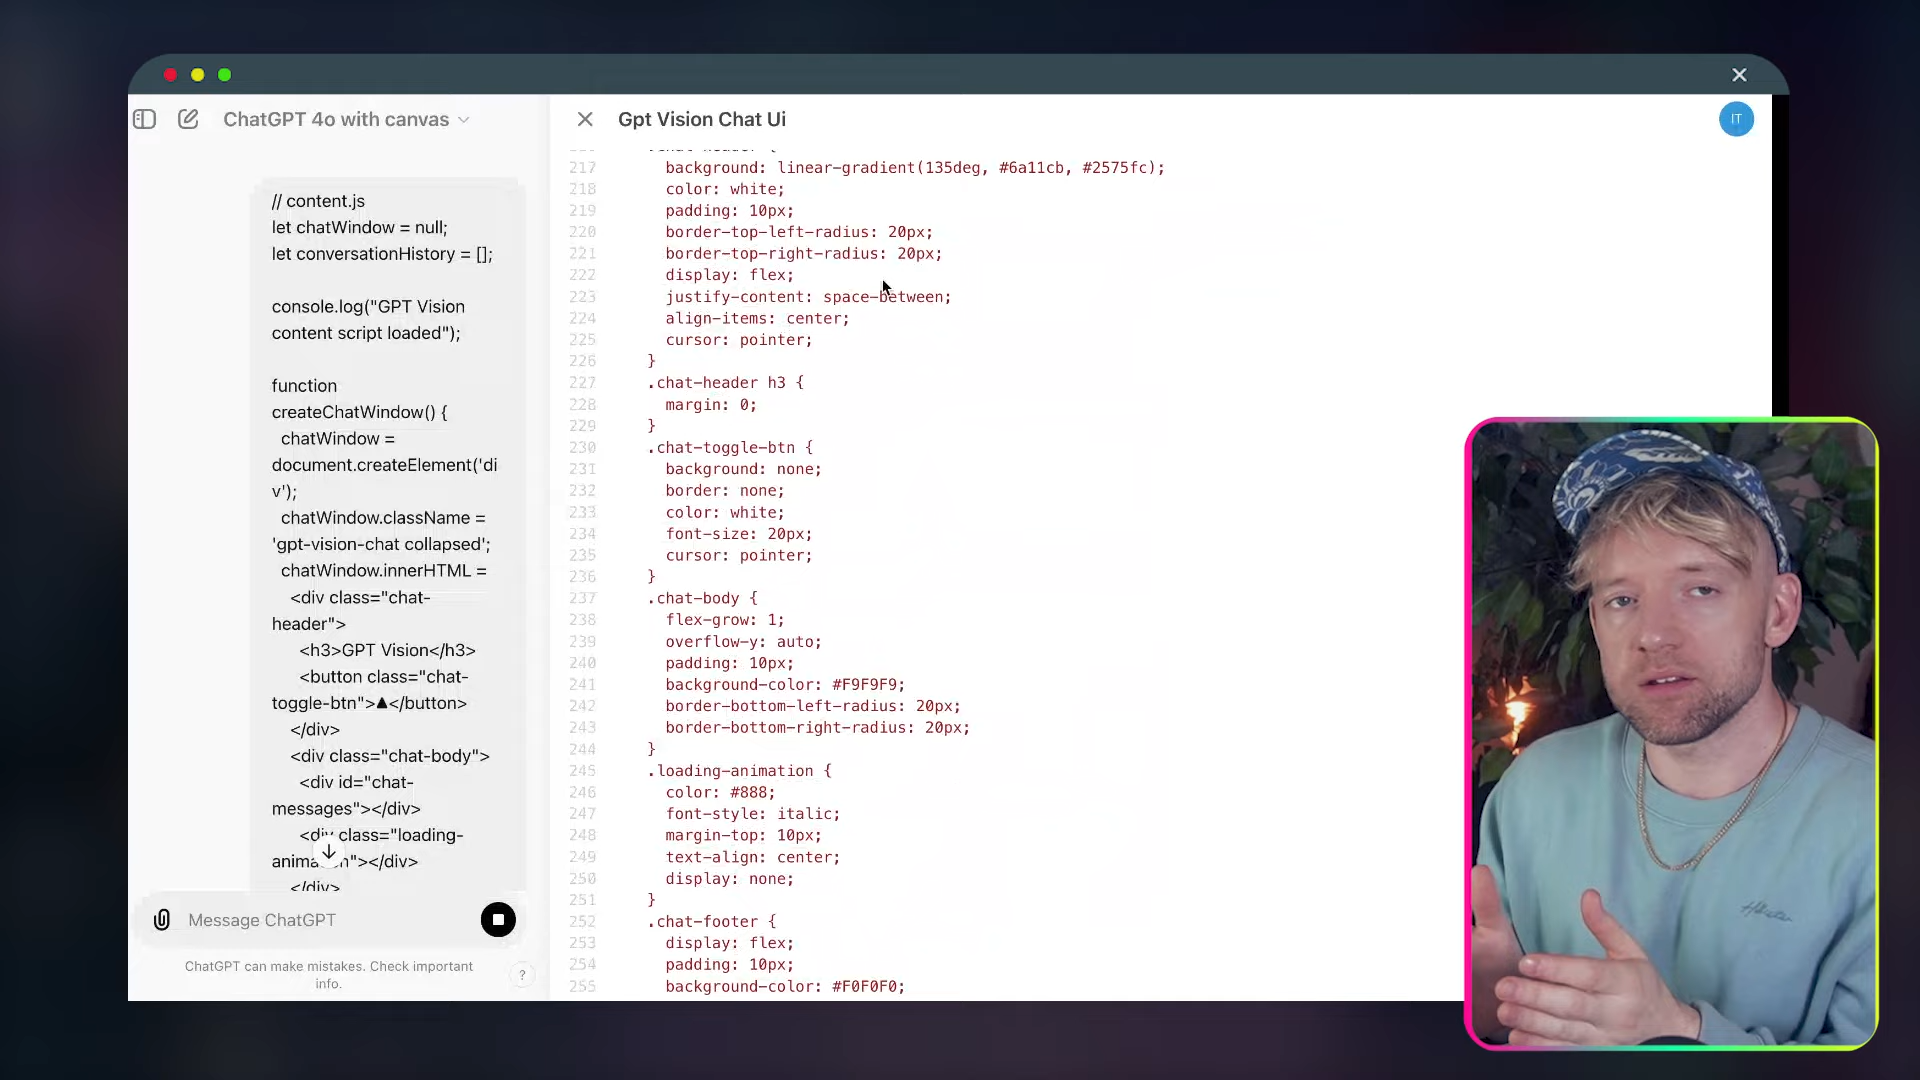 ChatGPT 4o with canvas
// content.js
let chatWindow = null;
let conversationHistory = [];
console.log("GPT Vision
content script loaded");
function
createChatWindow() {
chatWindow =
document.createElement('di
v');
chatWindow.className =
'gpt-vision-chat collapsed';
chatWindow.innerHTML =
<div class="chat-
header">
<h3>GPT Vision</h3>
<button class="chat-
toggle-btn">▲</button>
</div>
<div class="chat-body">
<div id="chat-
messages"></div>
<div class="loading-
</div>
Message ChatGPT
ChatGPT can make mistakes. Check important
info.
?
Gpt Vision Chat Ui
IT
217 background: linear-gradient(135deg, #6a11cb, #2575fc);
218 color: white;
219 padding: 10px;
220 border-top-left-radius: 20px;
221 border-top-right-radius: 20px;
222 display: flex;
223 justify-content: space-between;
224 align-items: center;
225 cursor: pointer;
226 }
227 .chat-header h3 {
228 margin: 0;
229 }
230 .chat-toggle-btn {
231 background: none;
232 border: none;
233 color: white;
234 font-size: 20px;
235 cursor: pointer;
236 }
237 .chat-body {
238 flex-grow: 1;
239 overflow-y: auto;
240 padding: 10px;
241 background-color: #F9F9F9;
242 border-bottom-left-radius: 20px;
243 border-bottom-right-radius: 20px;
244 }
245 .loading-animation {
246 color: #888;
247 font-style: italic;
248 margin-top: 10px;
249 text-align: center;
250 display: none;
251 }
252 .chat-footer {
253 display: flex;
254 padding: 10px;
255 background-color: #F0F0F0;